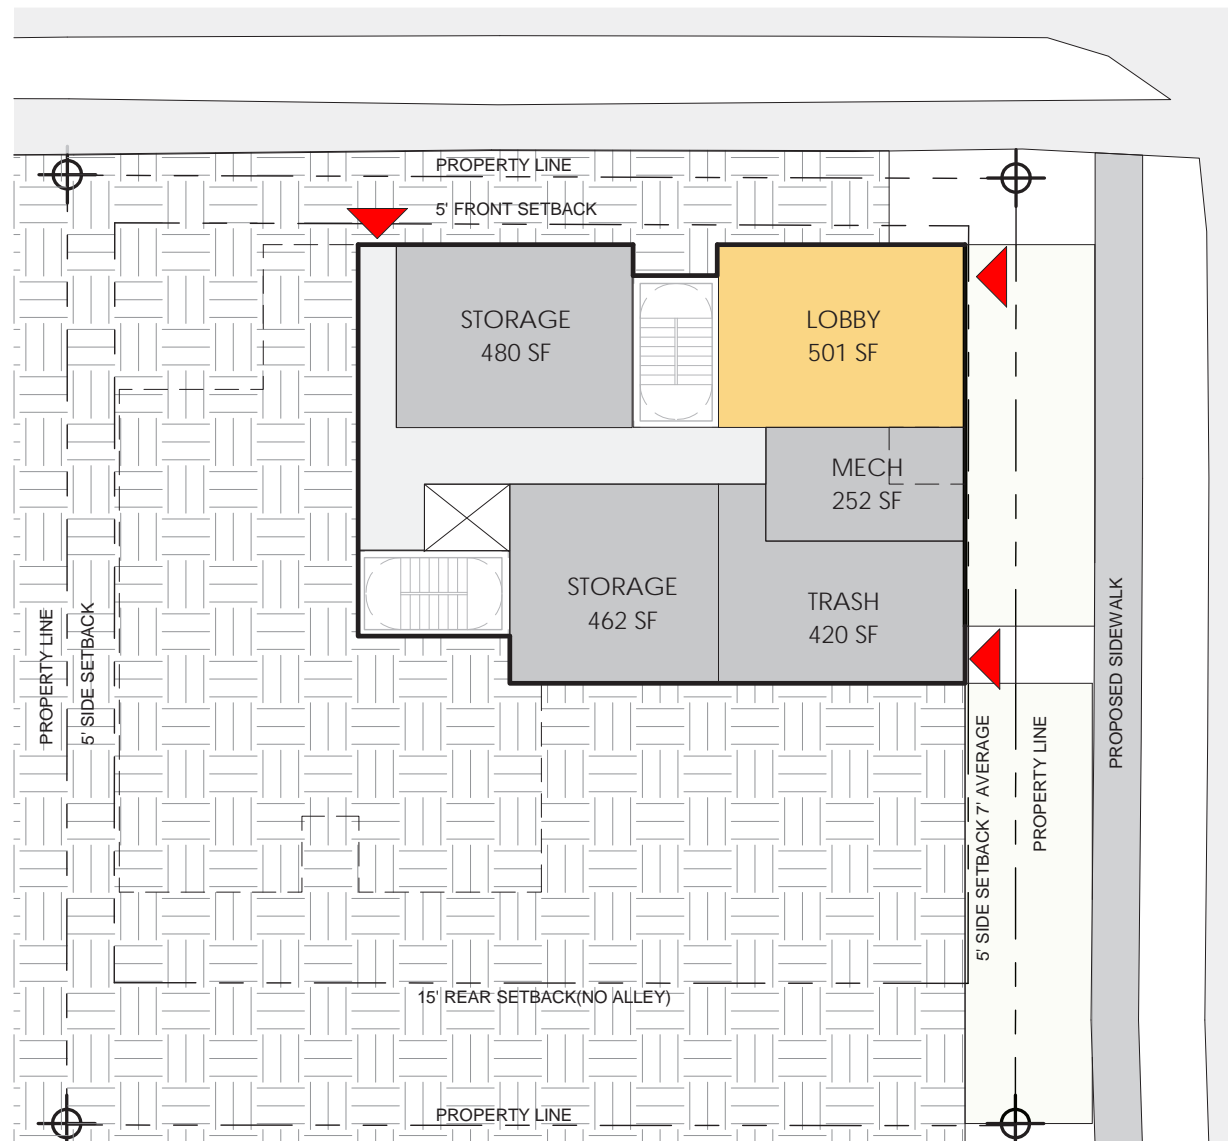 PROPERTY LINE
5' FRONT SETBACK
STORAGE
480 SF
LOBBY
501 SF
MECH
252 SF
STORAGE
462 SF
TRASH
420 SF
PROPERTY LINE
5' SIDE SETBACK
5' SIDE SETBACK 7' AVERAGE
PROPERTY LINE
PROPOSED SIDEWALK
15' REAR SETBACK(NO ALLEY)
PROPERTY LINE